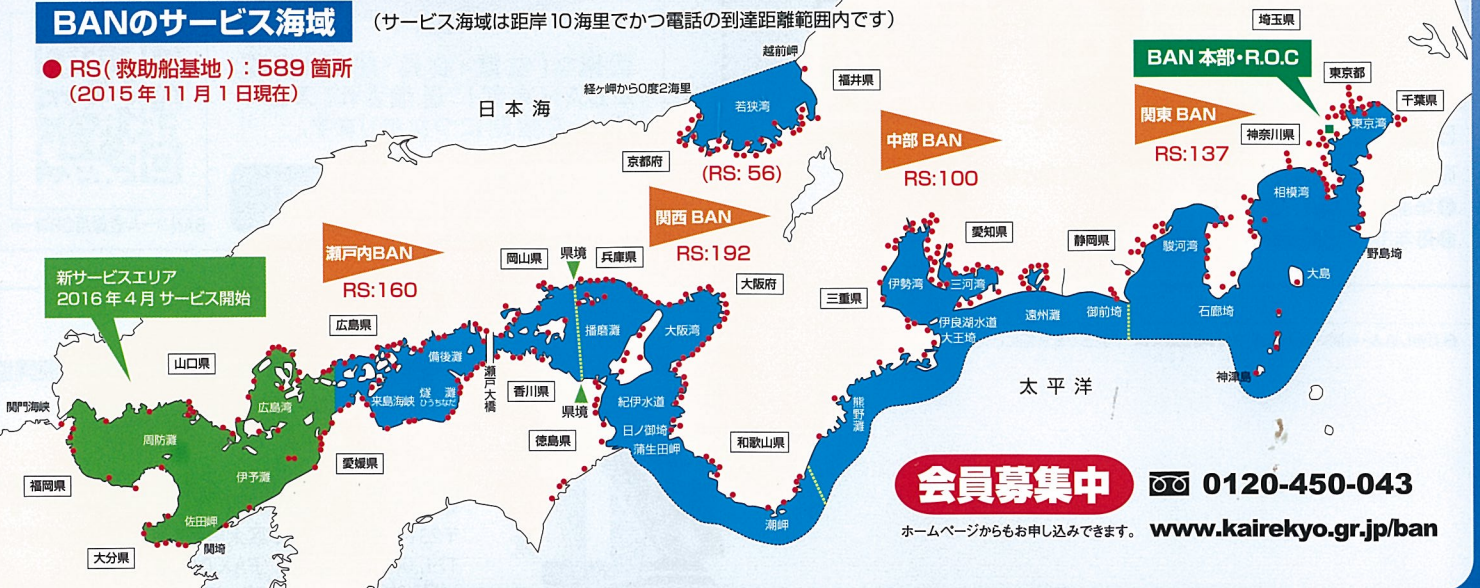 BANのサービス海域
(サービス海域は距岸10海里でかつ電話の到達距離範囲内です)
● RS(救助船基地):589箇所
(2015年11月1日現在)
埼玉県
BAN 本部・R.O.C
東京都
千葉県
関東 BAN
神奈川県
東京湾
RS:137
相模湾
越前岬
福井県
経ヶ岬から0度2海里
若狭湾
日本海
京都府
(RS: 56)
中部 BAN
RS:100
関西 BAN
RS:192
愛知県
静岡県
駿河湾
野島埼
大島
瀬戸内BAN
RS:160
岡山県
県境
兵庫県
大阪府
三重県
伊勢湾
三河湾
新サービスエリア
2016年4月 サービス開始
広島県
播磨灘
大阪湾
伊良湖水道
大王埼
遠州灘
御前埼
石廊埼
山口県
備後灘
瀬戸大橋
来島海峡
燧灘
ひうちなだ
香川県
県境
紀伊水道
熊野灘
太平洋
神津島
関門海峡
広島湾
周防灘
日ノ御埼
蒲生田岬
徳島県
和歌山県
愛媛県
伊予灘
福岡県
佐田岬
関埼
大分県
潮岬
会員募集中
0120-450-043
ホームページからもお申し込みできます。
www.kairekyo.gr.jp/ban